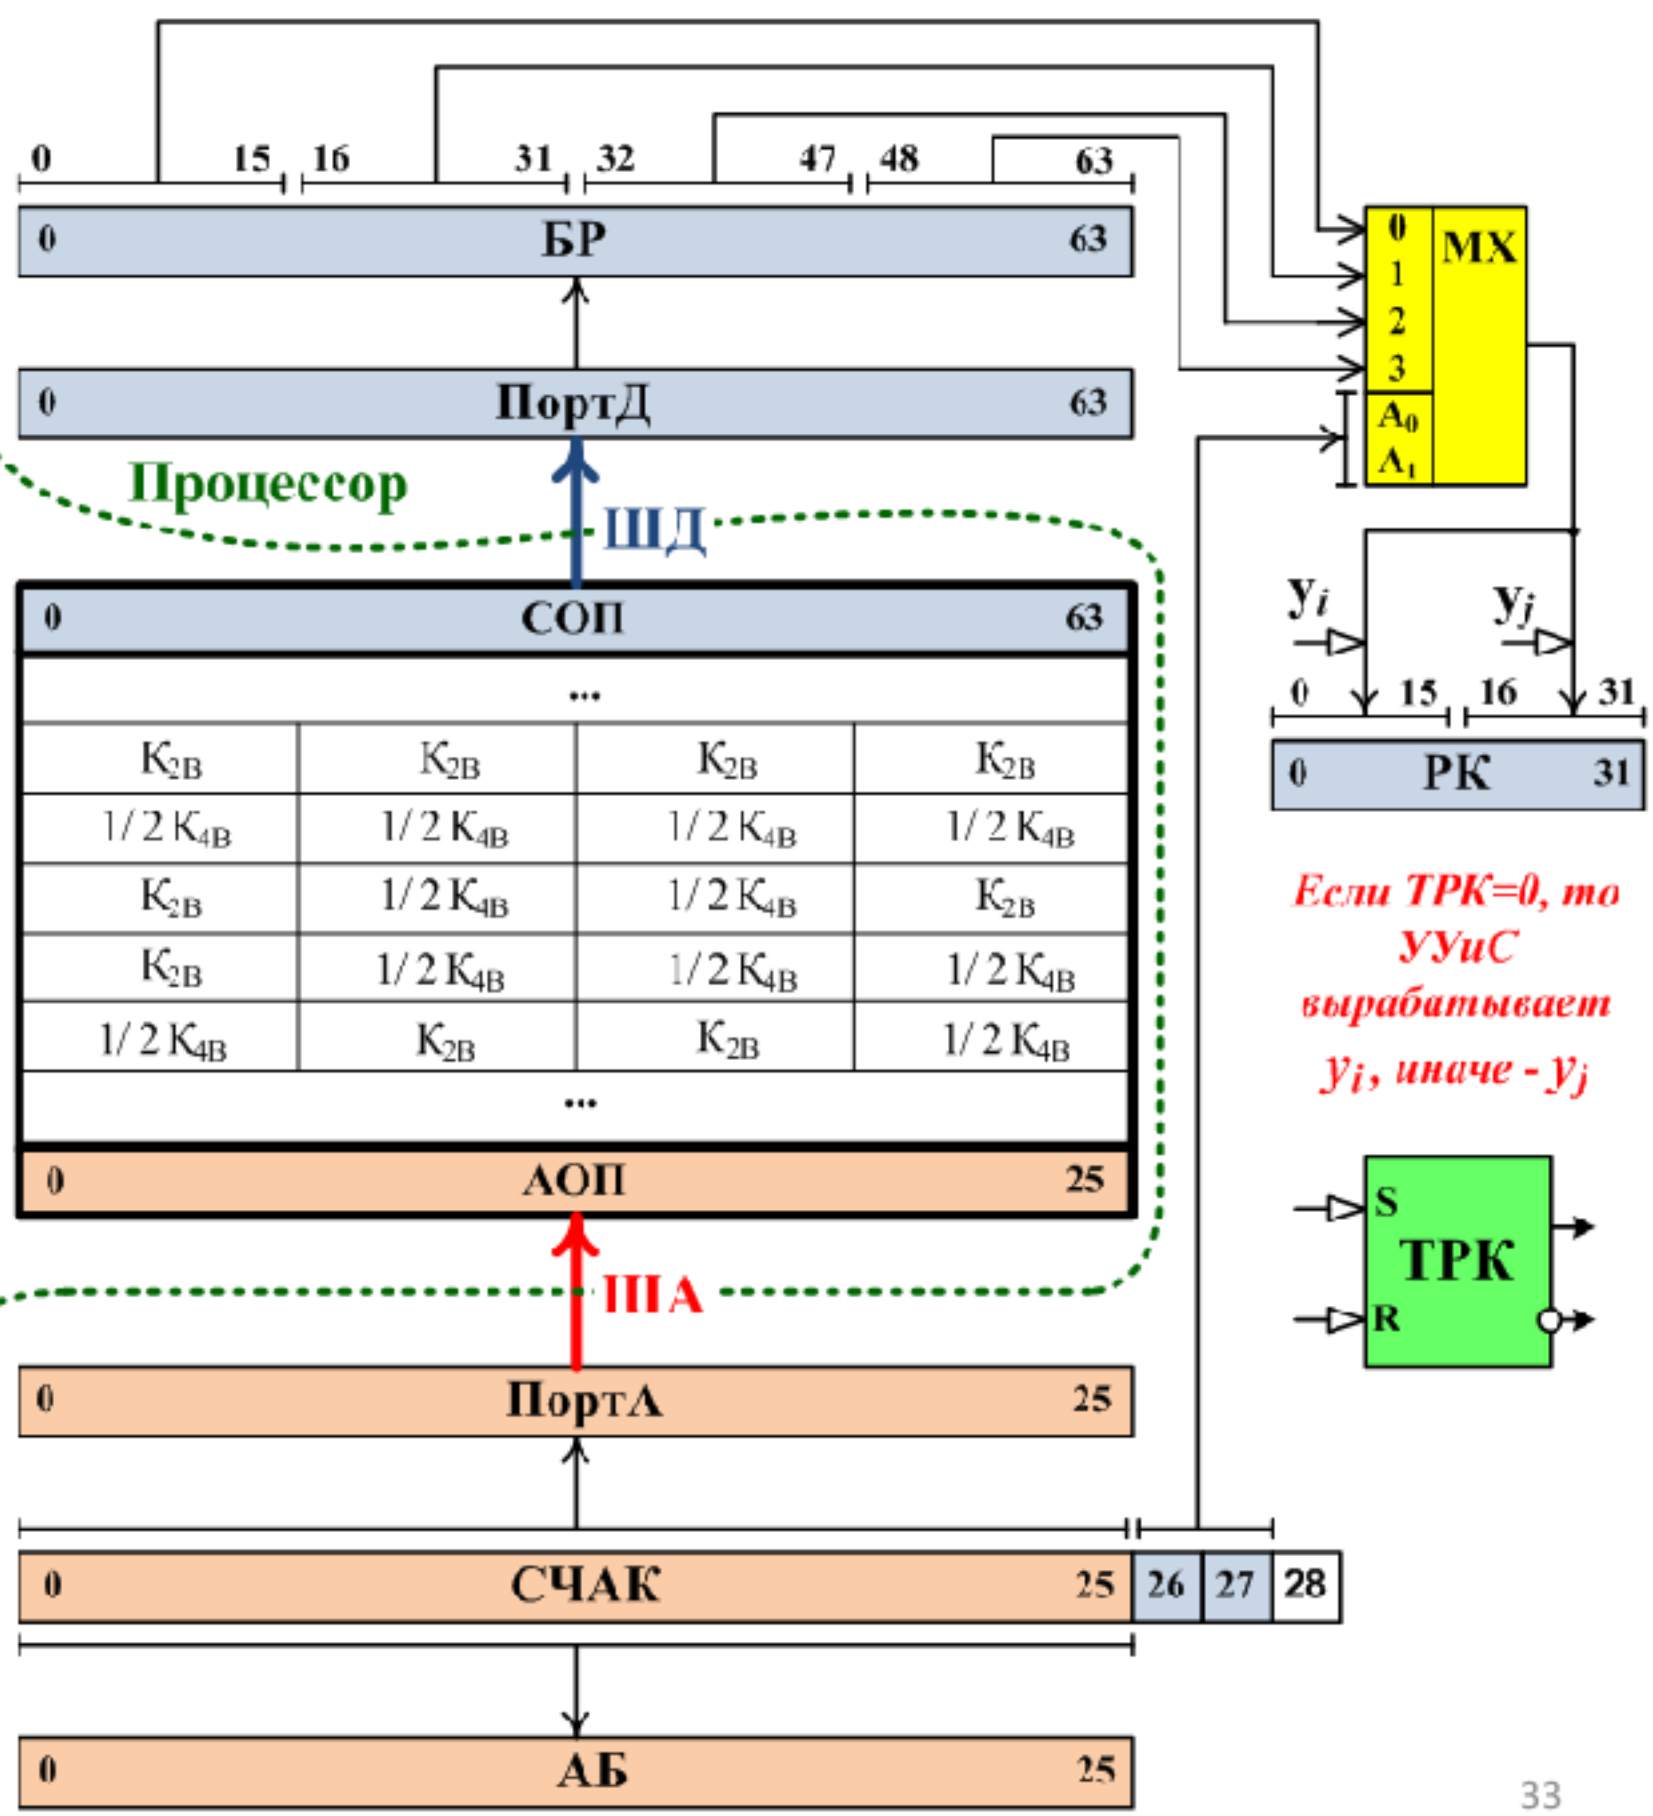 0 15 16 31 32 47 48 63
0 БР 63
0 MX
1
2
3
A₀
A₁
0 ПортД 63
Процессор
ШД
0 СОП 63
...
К₂В К₂В К₂В К₂В
1/2 К₄В 1/2 К₄В 1/2 К₄В 1/2 К₄В
К₂В 1/2 К₄В 1/2 К₄В К₂В
К₂В 1/2 К₄В 1/2 К₄В 1/2 К₄В
1/2 К₄В К₂В К₂В 1/2 К₄В
...
0 АОП 25
yᵢ yⱼ
0 15 16 31
0 РК 31
Если ТРК=0, то
УУиС
вырабатывает
yᵢ, иначе - yⱼ
S
ТРК
R
ША
0 ПортА 25
0 СЧАК 25 26 27 28
0 АБ 25
33